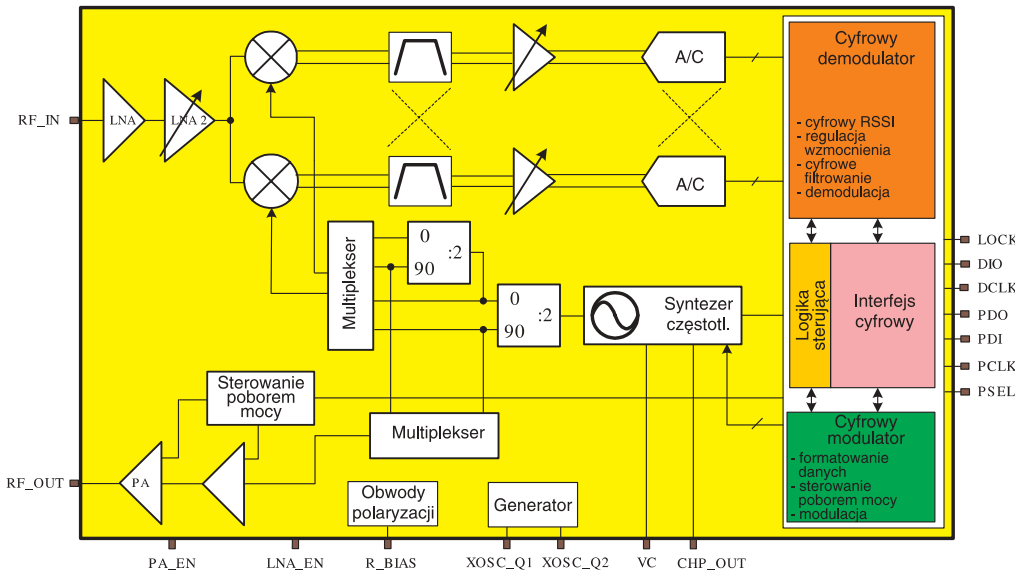 RF_IN
LNA
LNA 2
A/C
A/C
Cyfrowy
demodulator
- cyfrowy RSSI
- regulacja
wzmocnienia
- cyfrowe
filtrowanie
- demodulacja
Multiplekser
0
90
:2
0
90
:2
Syntezer
częstotl.
Logika
sterująca
Interfejs
cyfrowy
LOCK
DIO
DCLK
PDO
PDI
PCLK
PSEL
Sterowanie
poborem
mocy
Multiplekser
Cyfrowy
modulator
- formatowanie
danych
- sterowanie
poborem mocy
- modulacja
RF_OUT
PA
Obwody
polaryzacji
Generator
PA_EN
LNA_EN
R_BIAS
XOSC_Q1
XOSC_Q2
VC
CHP_OUT